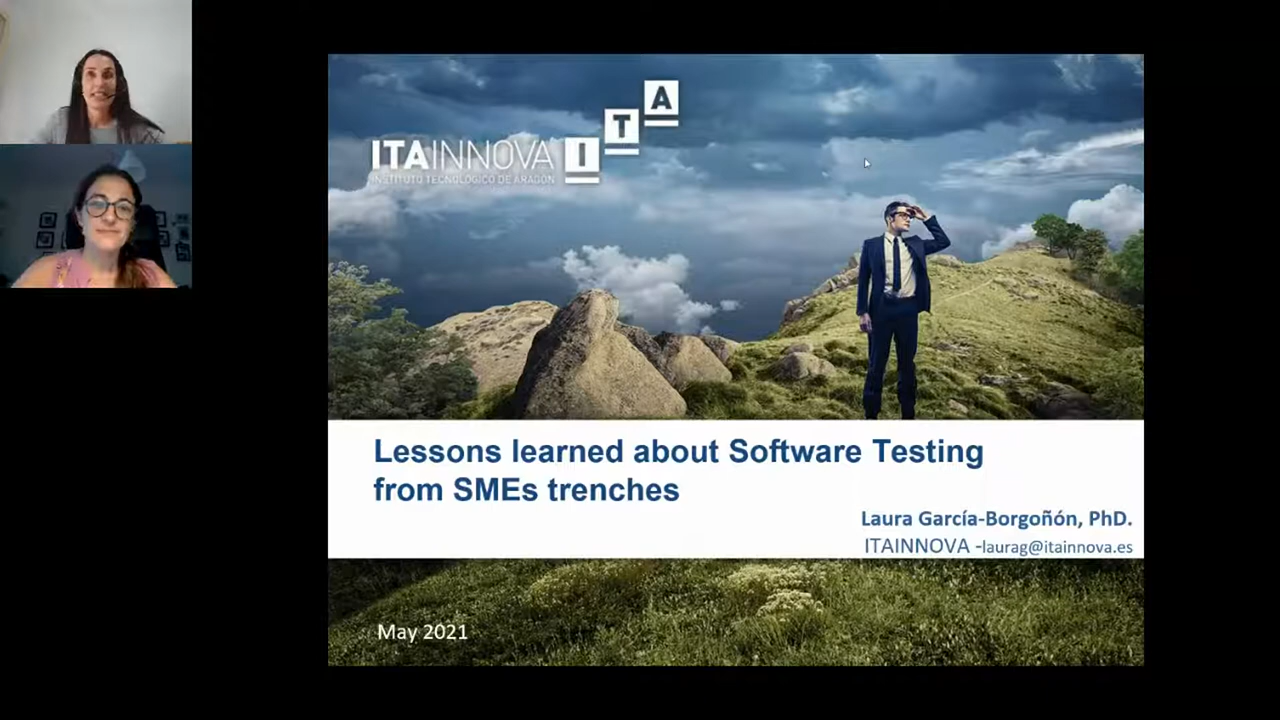 ITAINNOVA
INSTITUTO TECNOLÓGICO DE ARAGÓN
I T A
Lessons learned about Software Testing
from SMEs trenches
Laura García-Borgoñón, PhD.
ITAINNOVA -laurag@itainnova.es
May 2021